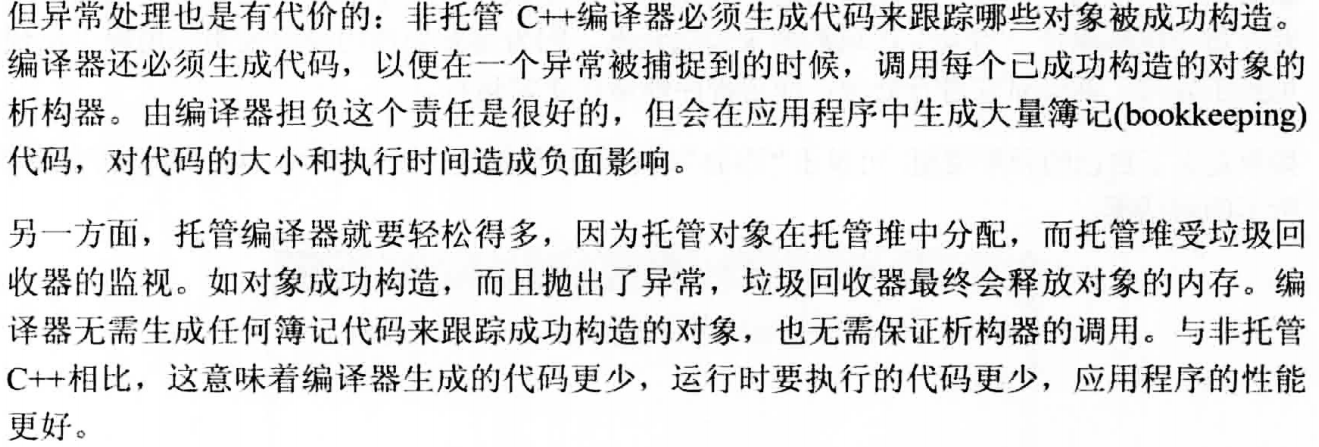 但异常处理也是有代价的：非托管 C++编译器必须生成代码来跟踪哪些对象被成功构造。
编译器还必须生成代码，以便在一个异常被捕捉到的时候，调用每个已成功构造的对象的
析构器。由编译器担负这个责任是很好的，但会在应用程序中生成大量簿记(bookkeeping)
代码，对代码的大小和执行时间造成负面影响。
另一方面，托管编译器就要轻松得多，因为托管对象在托管堆中分配，而托管堆受垃圾回
收器的监视。如对象成功构造，而且抛出了异常，垃圾回收器最终会释放对象的内存。编
译器无需生成任何簿记代码来跟踪成功构造的对象，也无需保证析构器的调用。与非托管
C++相比，这意味着编译器生成的代码更少，运行时要执行的代码更少，应用程序的性能
更好。